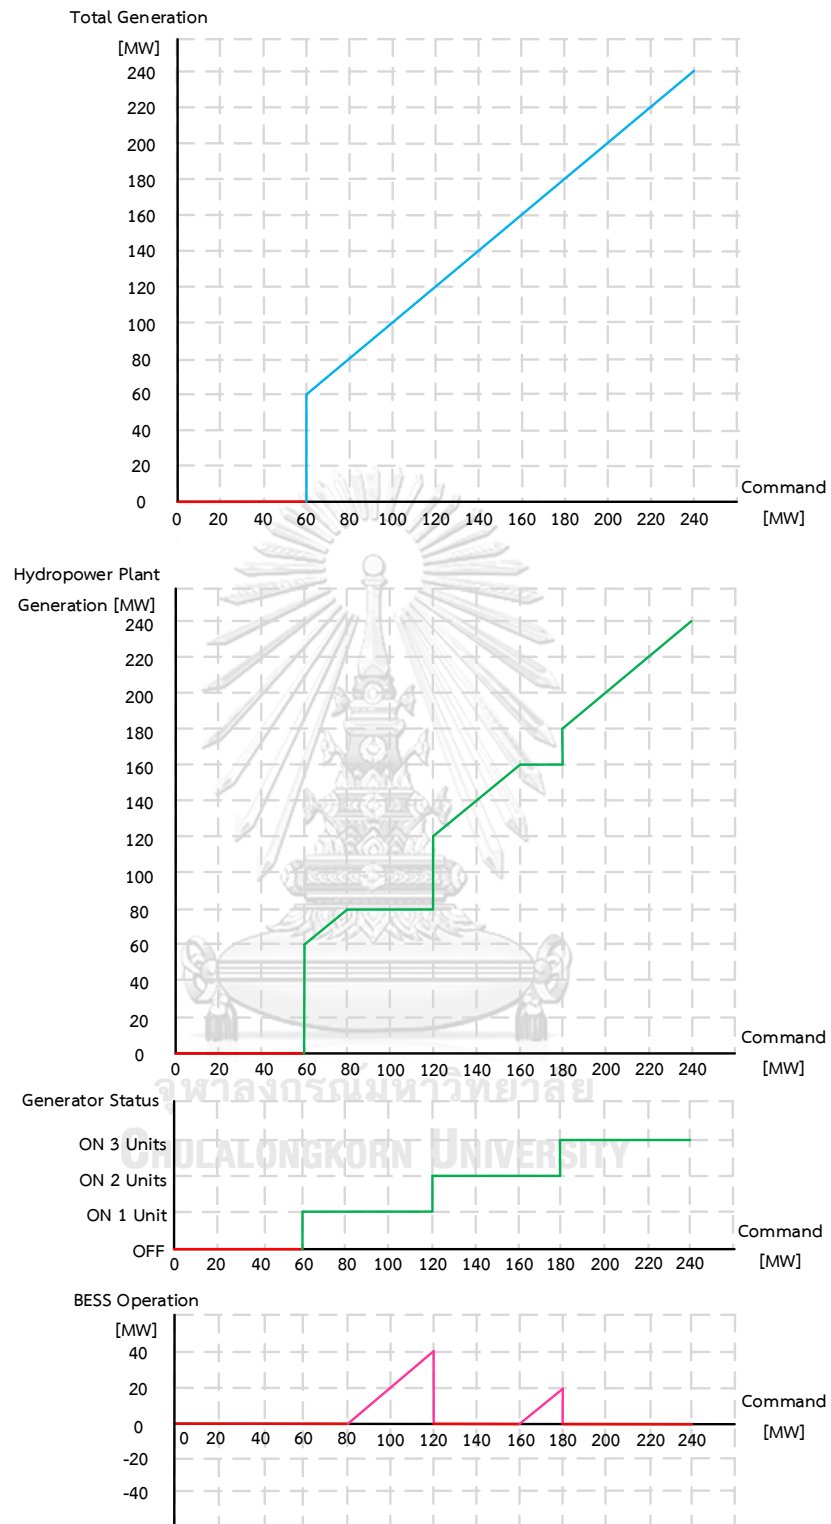 Total Generation
[MW]
240
220
200
180
160
140
120
100
80
60
40
20
0
Command
0 20 40 60 80 100 120 140 160 180 200 220 240 [MW]
Hydropower Plant
Generation [MW]
240
220
200
180
160
140
120
100
80
60
40
20
0
Command
0 20 40 60 80 100 120 140 160 180 200 220 240 [MW]
จุฬาลงกรณ์มหาวิทยาลัย
Generator Status
CHULALONGKORN UNIVERSITY
ON 3 Units
ON 2 Units
ON 1 Unit
Command
OFF
0 20 40 60 80 100 120 140 160 180 200 220 240 [MW]
BESS Operation
[MW]
40
20
Command
0
0 20 40 60 80 100 120 140 160 180 200 220 240 [MW]
-20
-40